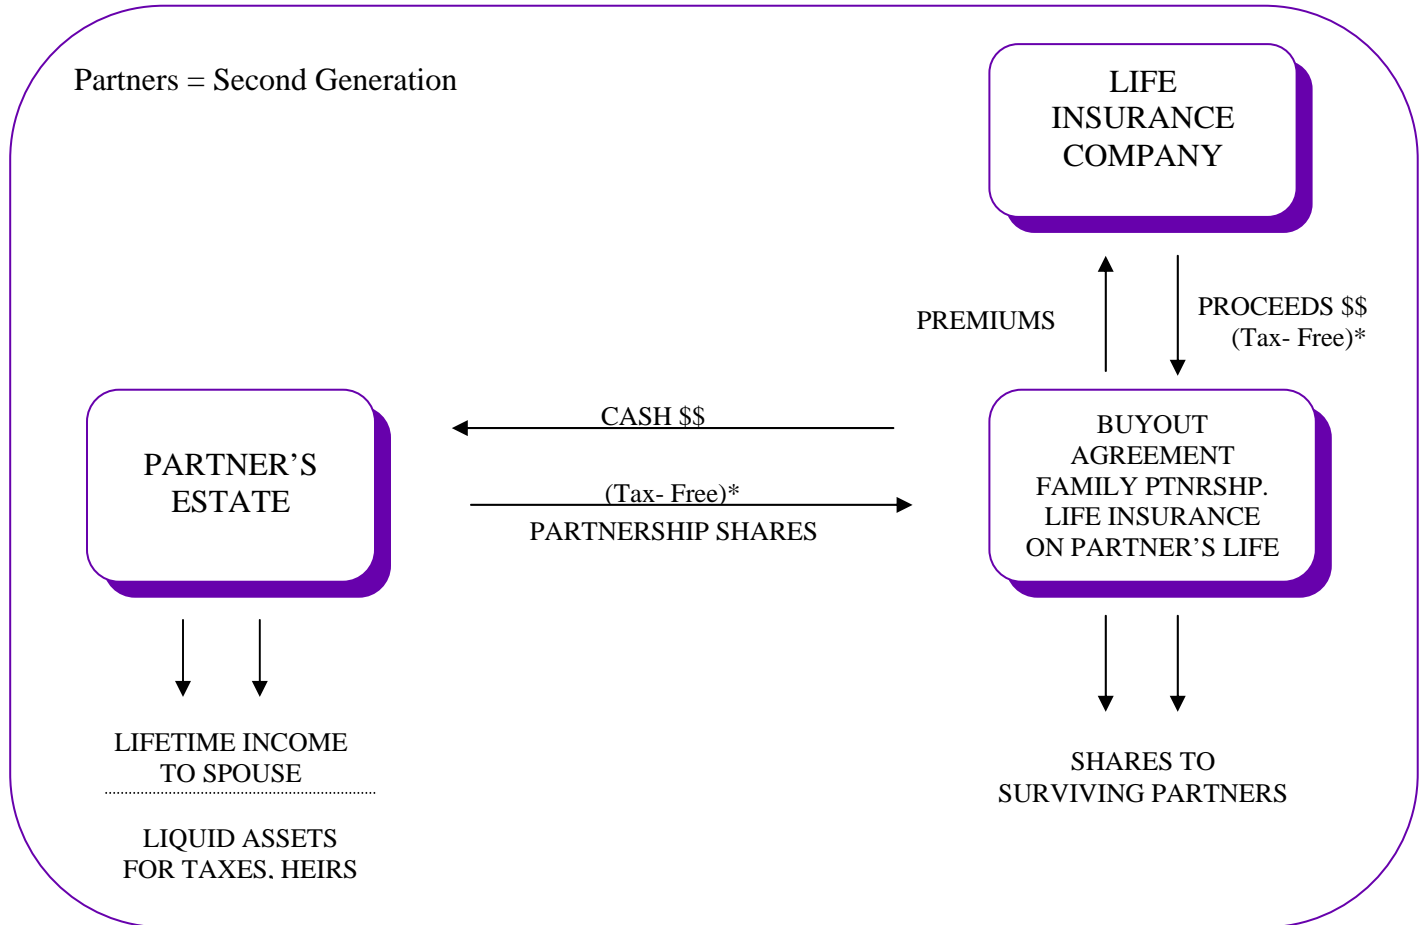 Partners = Second Generation
LIFE
INSURANCE
COMPANY
PREMIUMS
PROCEEDS $$
(Tax- Free)*
CASH $$
(Tax- Free)*
PARTNERSHIP SHARES
PARTNER’S
ESTATE
BUYOUT
AGREEMENT
FAMILY PTNRSHP.
LIFE INSURANCE
ON PARTNER’S LIFE
LIFETIME INCOME
TO SPOUSE
LIQUID ASSETS
FOR TAXES, HEIRS
SHARES TO
SURVIVING PARTNERS